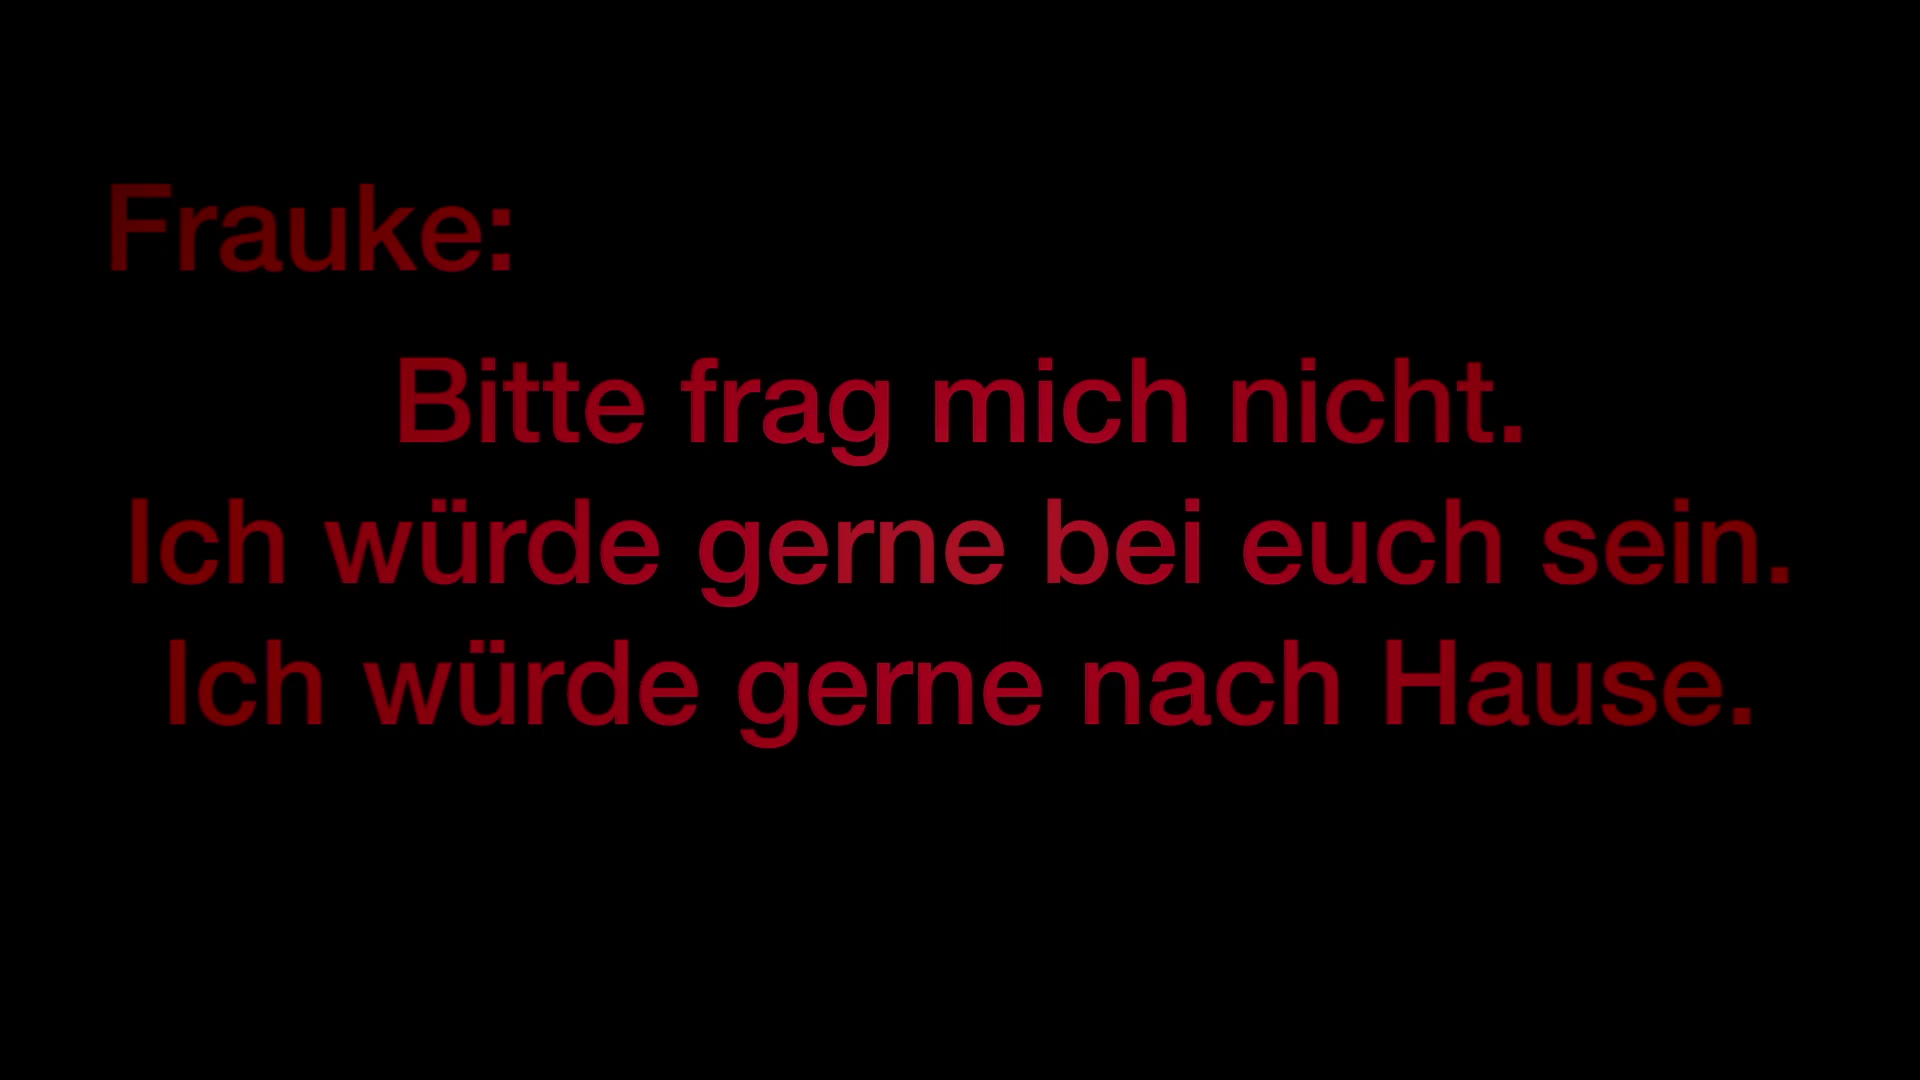 Frauke:
Bitte frag mich nicht.
Ich würde gerne bei euch sein.
Ich würde gerne nach Hause.